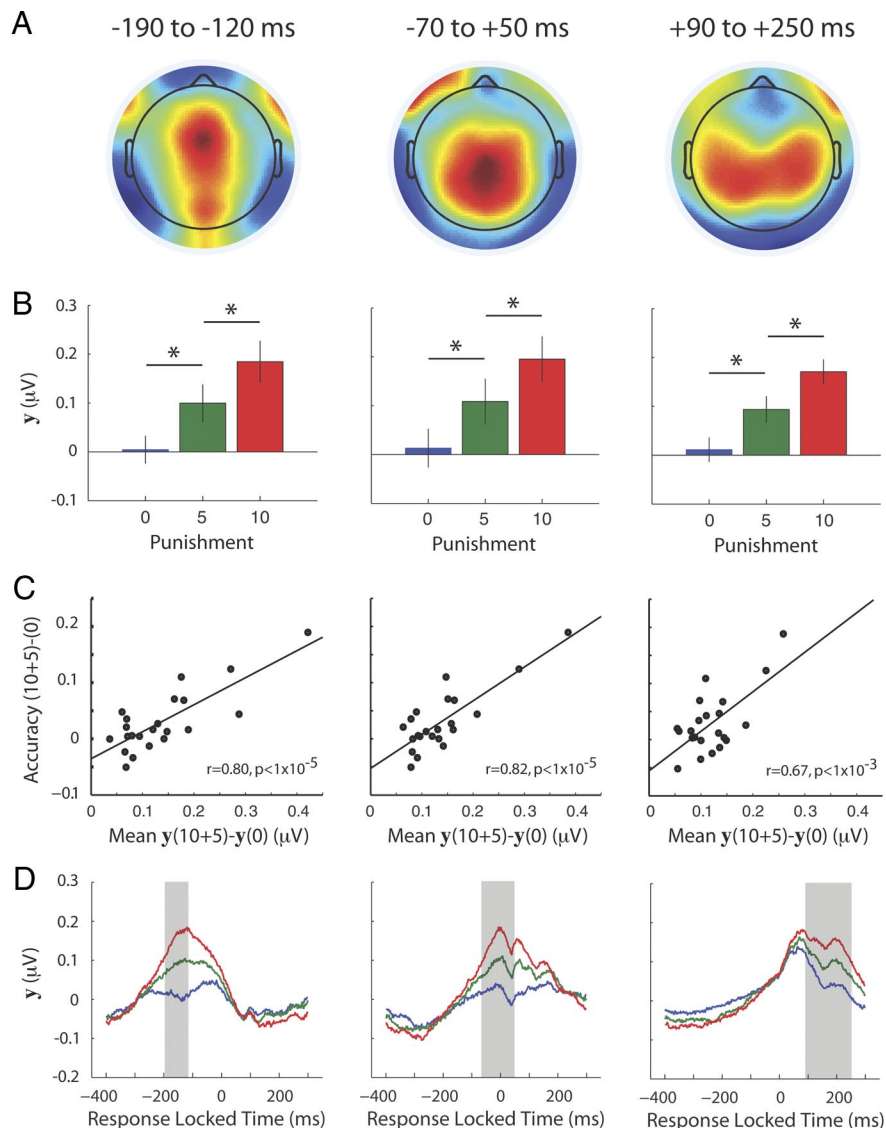 A
-190 to -120 ms -70 to +50 ms +90 to +250 ms
B
0.3
0.2
0.1
0
-0.1
y (μV)
* * * * * *
0 5 10 0 5 10 0 5 10
Punishment Punishment Punishment
C
0.2
0.1
0
−0.1
Accuracy (10+5)-(0)
r=0.80, p<1x10-5 r=0.82, p<1x10-5 r=0.67, p<1x10-3
0 0.1 0.2 0.3 0.4 0 0.1 0.2 0.3 0.4 0 0.1 0.2 0.3 0.4
Mean y(10+5)-y(0) (μV) Mean y(10+5)-y(0) (μV) Mean y(10+5)-y(0) (μV)
D
0.3
0.2
0.1
0
-0.1
-0.2
y (μV)
−400 −200 0 200 −400 −200 0 200 −400 −200 0 200
Response Locked Time (ms) Response Locked Time (ms) Response Locked Time (ms)